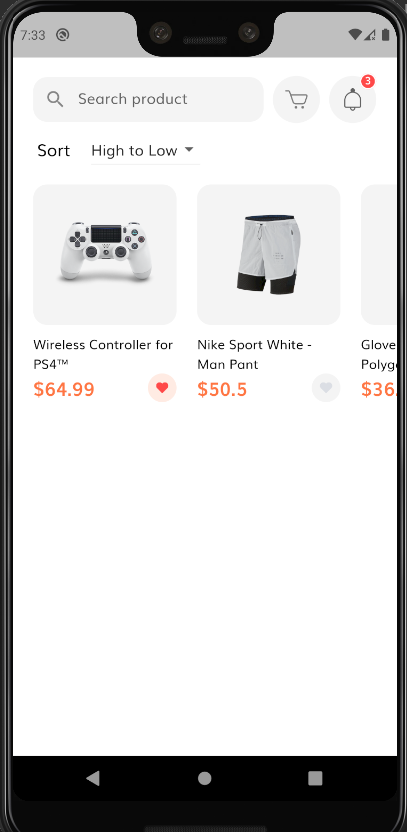 7:33
3
Search product
Sort High to Low
Wireless Controller for
PS4™
$64.99
Nike Sport White -
Man Pant
$50.5
Glove
Polygo
$36.